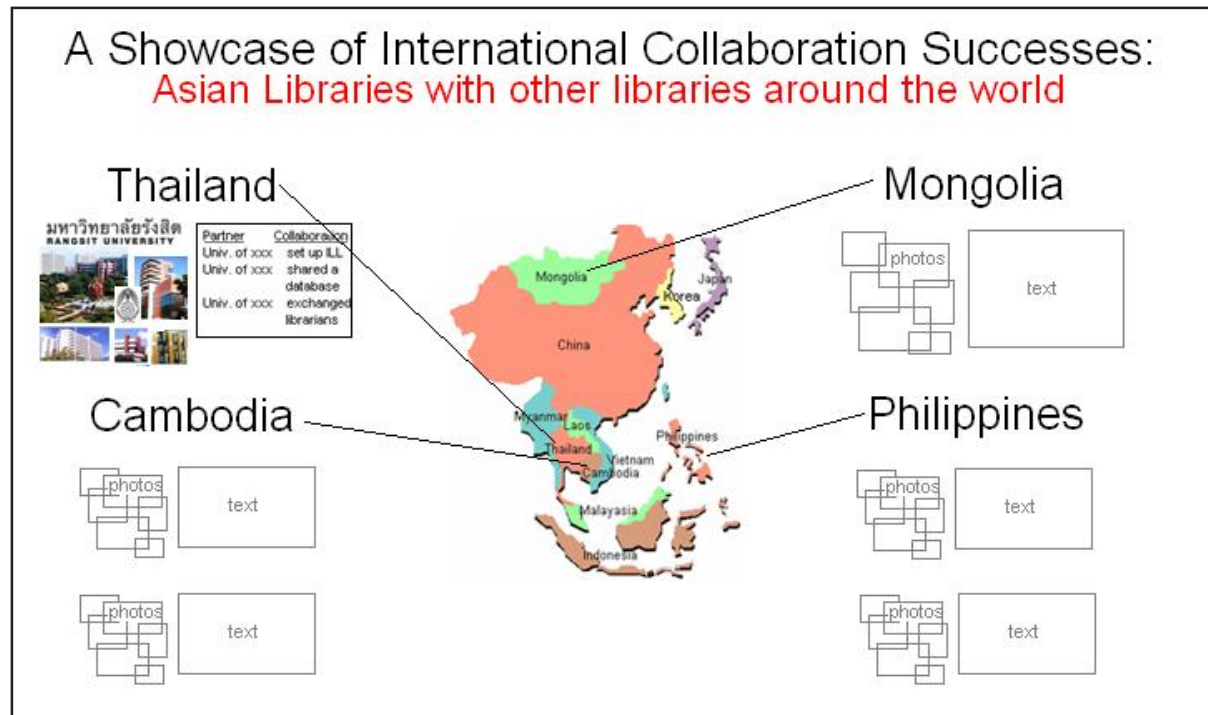 A Showcase of International Collaboration Successes:
Asian Libraries with other libraries around the world
Thailand
มหาวิทยาลัยรังสิต
RANGSIT UNIVERSITY
Partner Collaboration
Univ. of xxx set up ILL
Univ. of xxx shared a
database
Univ. of xxx exchanged
librarians
Mongolia
photos
text
Mongolia
Japan
Korea
China
Myanmar
Laos
Thailand
Vietnam
Cambodia
Philippines
Malayasia
Indonesia
Cambodia
photos
text
photos
text
Philippines
photos
text
photos
text